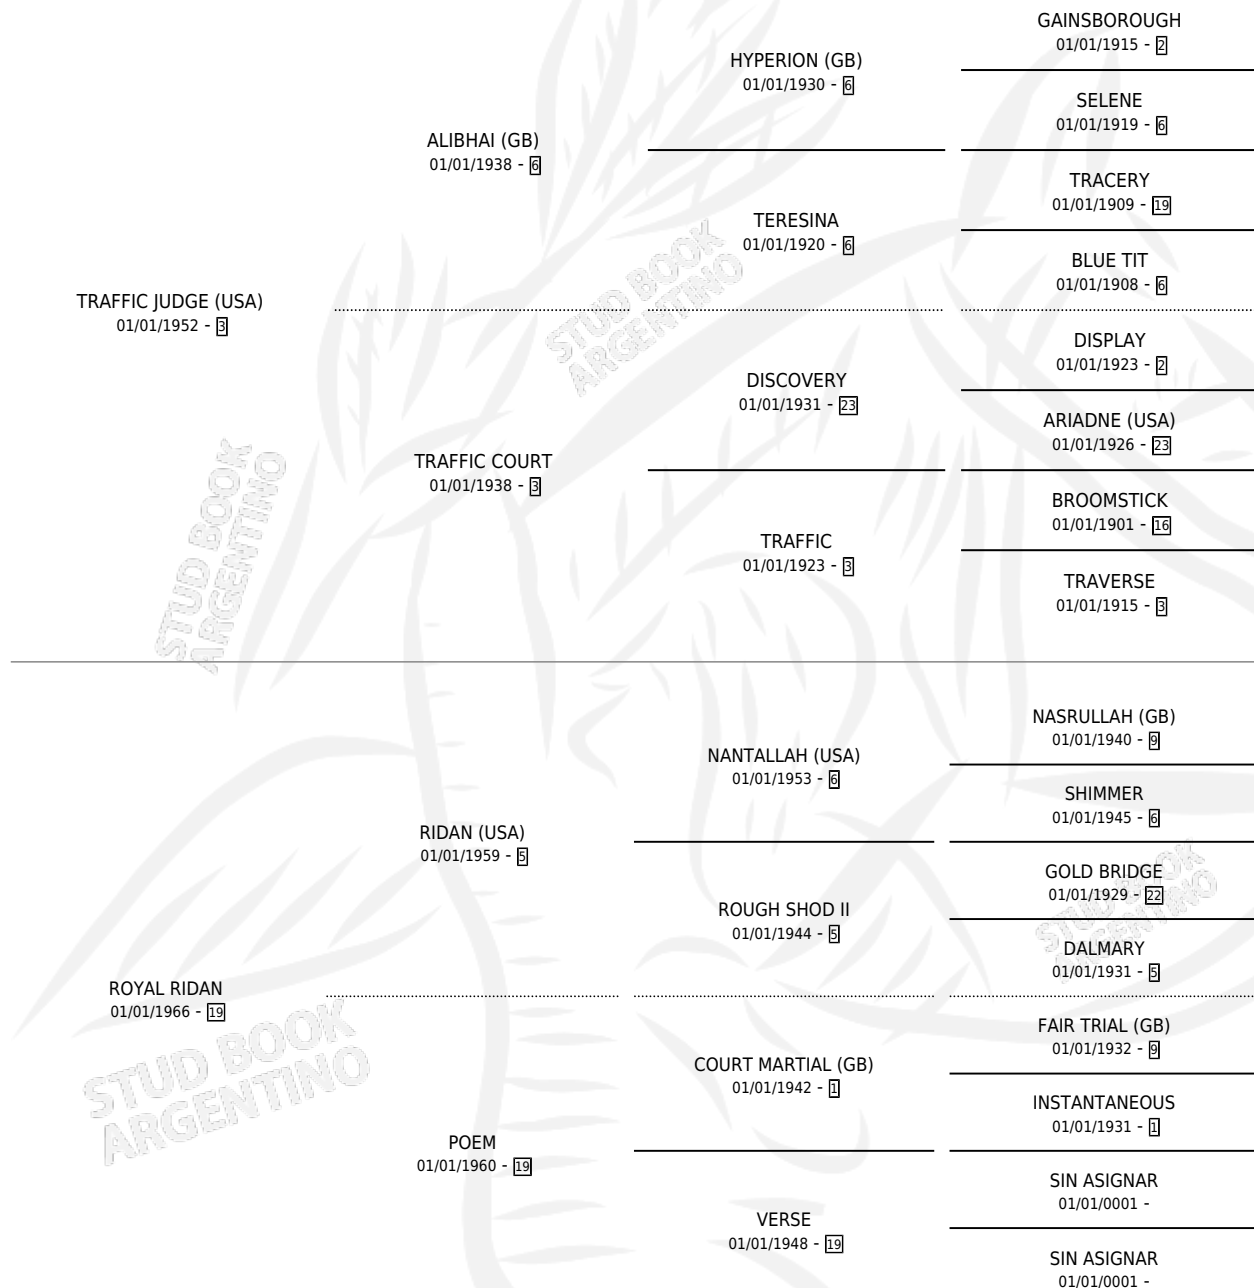 GAINSBOROUGH
01/01/1915 - 2
HYPERION (GB)
01/01/1930 - 6
SELENE
01/01/1919 - 6
ALIBHAI (GB)
01/01/1938 - 6
TRACERY
01/01/1909 - 19
TERESINA
01/01/1920 - 6
BLUE TIT
01/01/1908 - 6
TRAFFIC JUDGE (USA)
01/01/1952 - 3
DISPLAY
01/01/1923 - 2
DISCOVERY
01/01/1931 - 23
ARIADNE (USA)
01/01/1926 - 23
TRAFFIC COURT
01/01/1938 - 3
BROOMSTICK
01/01/1901 - 16
TRAFFIC
01/01/1923 - 3
TRAVERSE
01/01/1915 - 3
NASRULLAH (GB)
01/01/1940 - 9
NANTALLAH (USA)
01/01/1953 - 6
SHIMMER
01/01/1945 - 6
RIDAN (USA)
01/01/1959 - 5
GOLD BRIDGE
01/01/1929 - 22
ROUGH SHOD II
01/01/1944 - 5
DALMARY
01/01/1931 - 5
ROYAL RIDAN
01/01/1966 - 19
FAIR TRIAL (GB)
01/01/1932 - 9
COURT MARTIAL (GB)
01/01/1942 - 1
INSTANTANEOUS
01/01/1931 - 1
POEM
01/01/1960 - 19
SIN ASIGNAR
01/01/0001 -
VERSE
01/01/1948 - 19
SIN ASIGNAR
01/01/0001 -
STUD BOOK
ARGENTINO
STUD BOOK
ARGENTINO
STUD BOOK
ARGENTINO
STUD BOOK
ARGENTINO